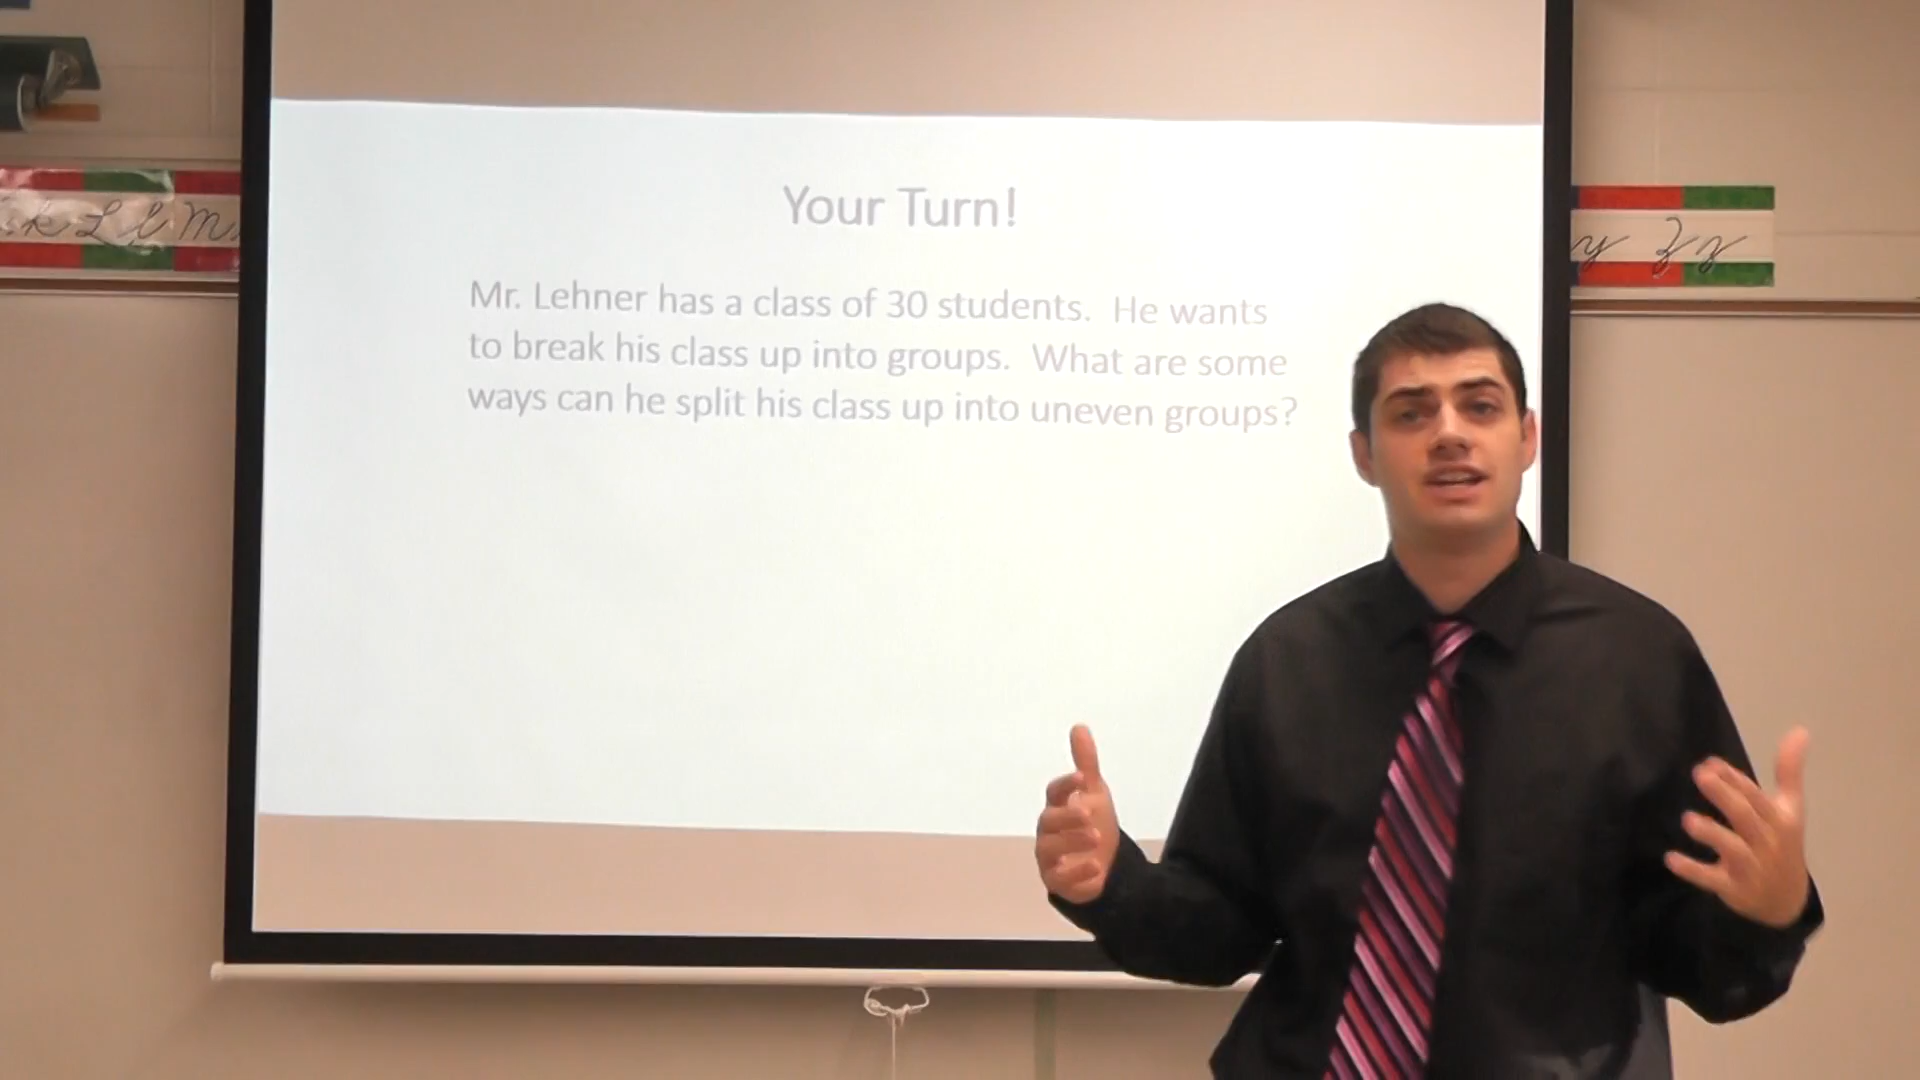 Your Turn!
Mr. Lehner has a class of 30 students. He wants
to break his class up into groups. What are some
ways can he split his class up into uneven groups?
k L l M
y Z z